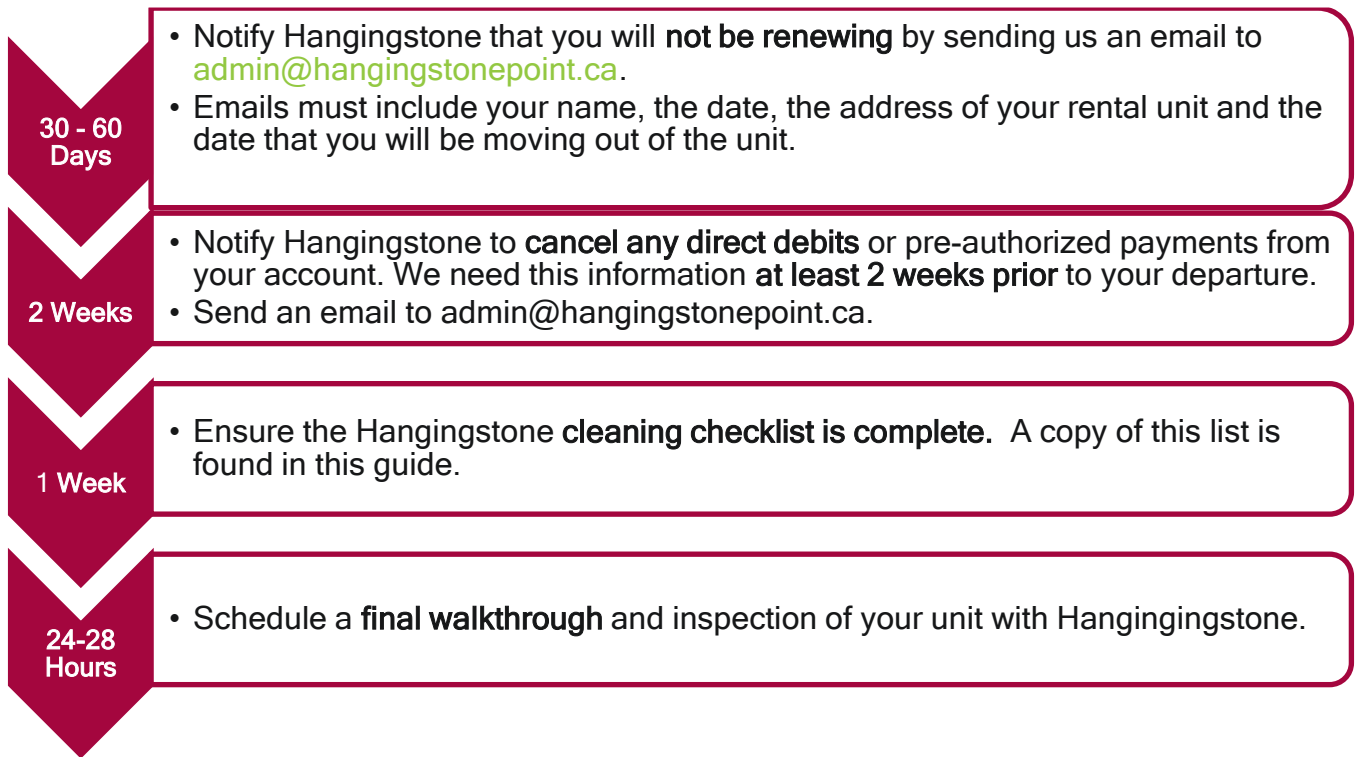 30 - 60
Days
• Notify Hangingstone that you will not be renewing by sending us an email to
admin@hangingstonepoint.ca.
• Emails must include your name, the date, the address of your rental unit and the
date that you will be moving out of the unit.
2 Weeks
• Notify Hangingstone to cancel any direct debits or pre-authorized payments from
your account. We need this information at least 2 weeks prior to your departure.
• Send an email to admin@hangingstonepoint.ca.
1 Week
• Ensure the Hangingstone cleaning checklist is complete. A copy of this list is
found in this guide.
24-28
Hours
• Schedule a final walkthrough and inspection of your unit with Hangingingstone.